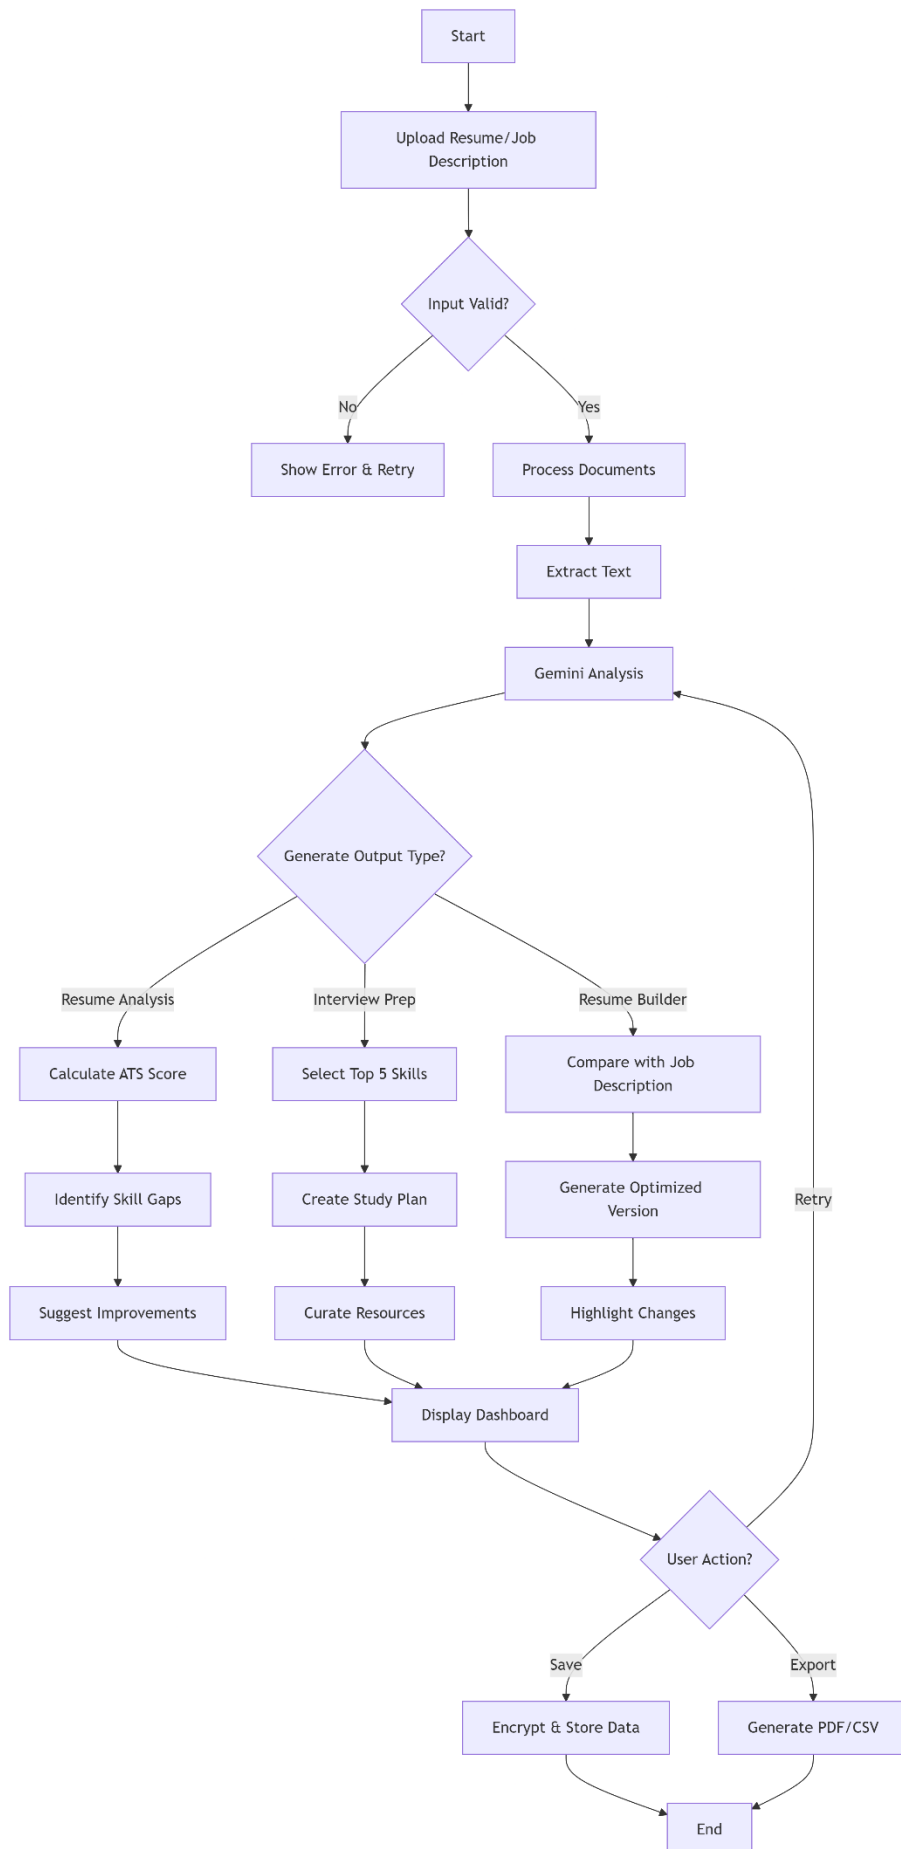 Start
Upload Resume/Job
Description
Input Valid?
No
Yes
Show Error & Retry
Process Documents
Extract Text
Gemini Analysis
Generate Output Type?
Resume Analysis
Interview Prep
Resume Builder
Calculate ATS Score
Select Top 5 Skills
Compare with Job
Description
Identify Skill Gaps
Create Study Plan
Generate Optimized
Version
Retry
Suggest Improvements
Curate Resources
Highlight Changes
Display Dashboard
User Action?
Save
Export
Encrypt & Store Data
Generate PDF/CSV
End